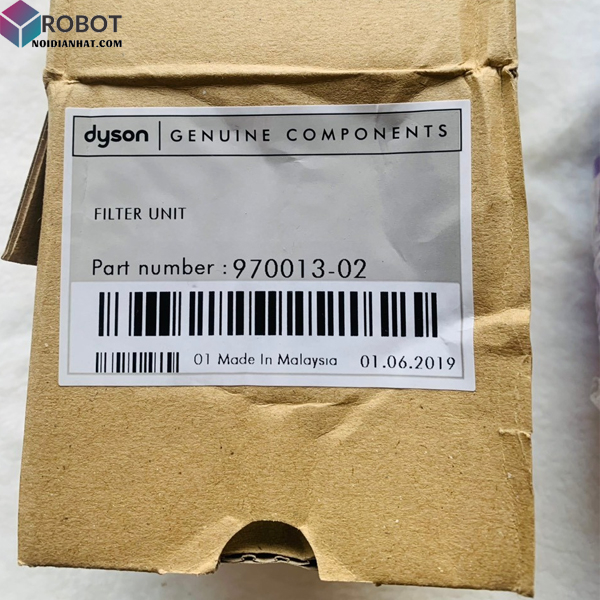 ROBOT
NOIDIANHAT.COM
dyson | GENUINE COMPONENTS
FILTER UNIT
Part number : 970013-02
01 Made In Malaysia 01.06.2019